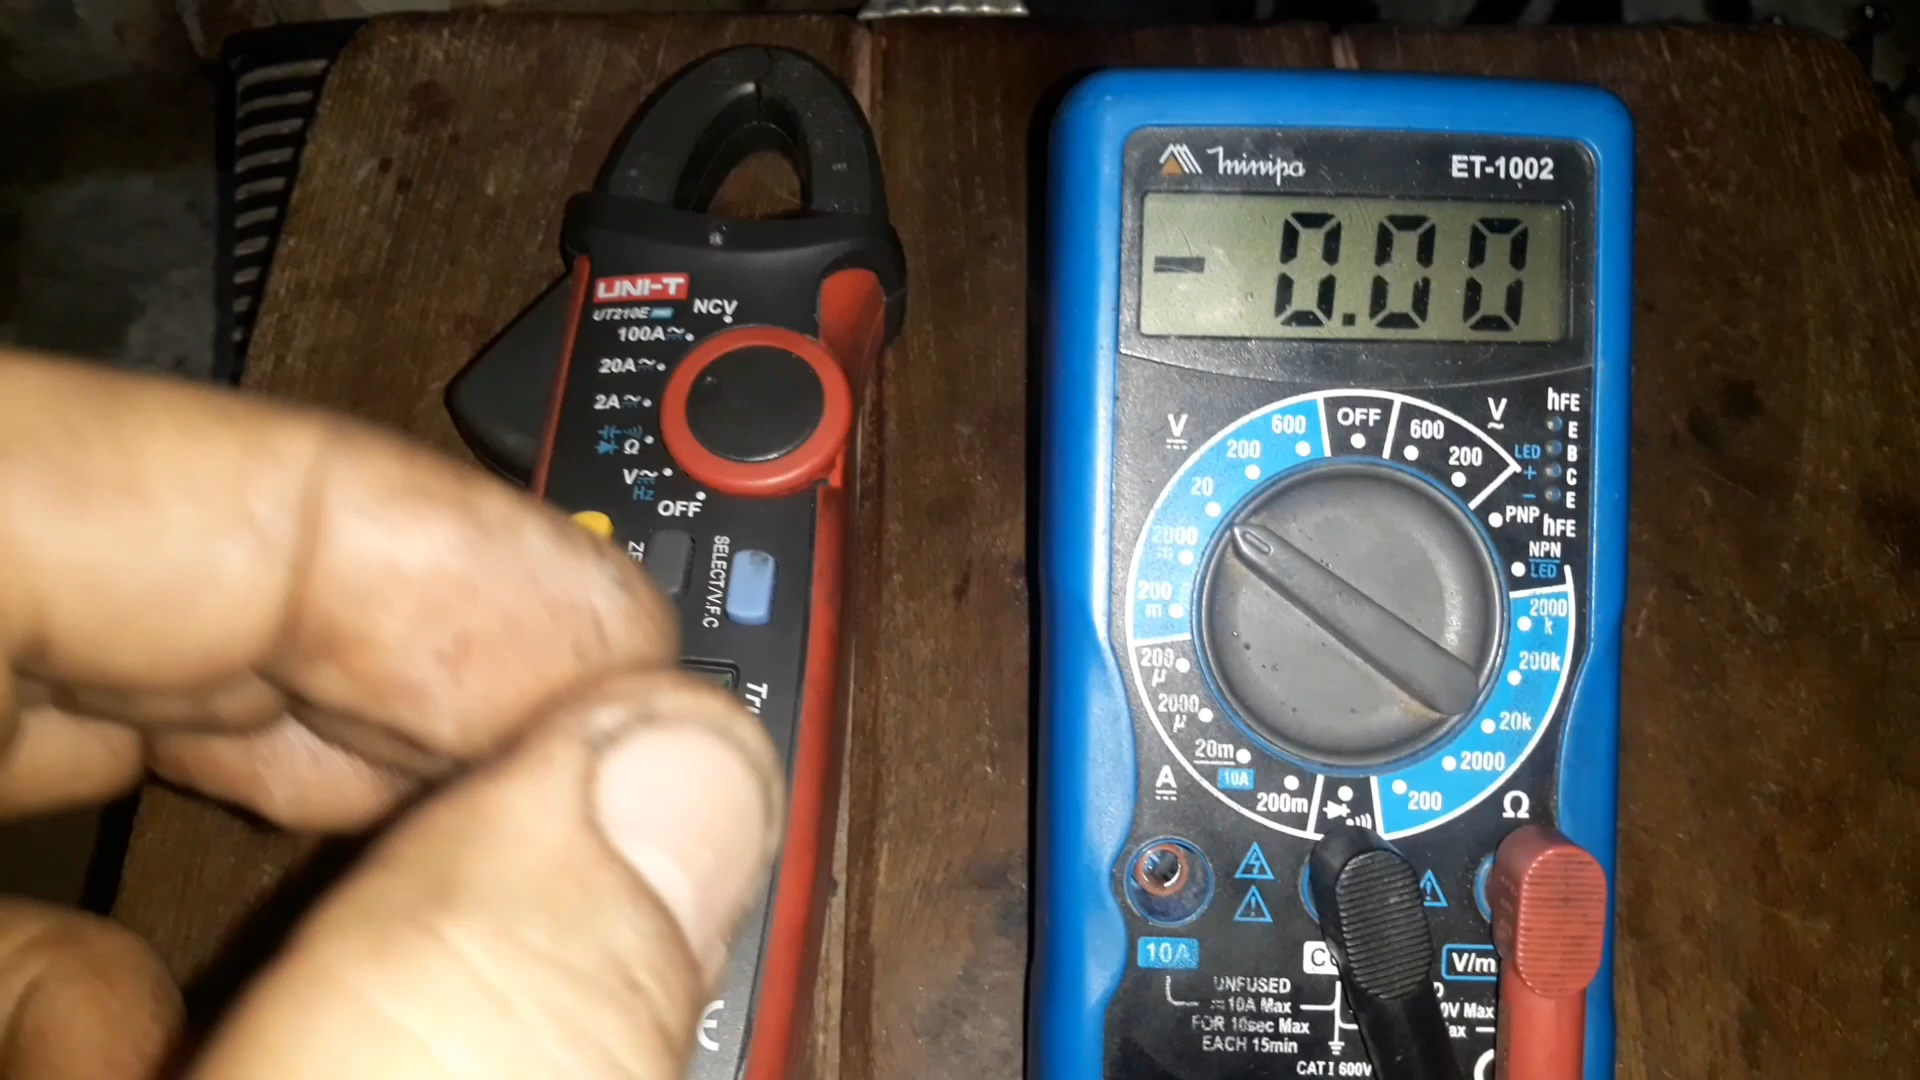 UNI-T
UT210E PRO
NCV
100A
20A
2A
Ω
V
Hz
OFF
SELECT/V.F.C
minipa
ET-1002
- 0.00
V
600
200
20
2000
m
200
m
OFF
V
600
200
hFE
E
B
C
E
LED
+
-
PNP
hFE
NPN
LED
2000
k
200k
20k
2000
200
Ω
200
µ
2000
µ
20m
10A
200m
A
10A
UNFUSED
10A Max
FOR 10sec Max
EACH 15min
CAT I 600V